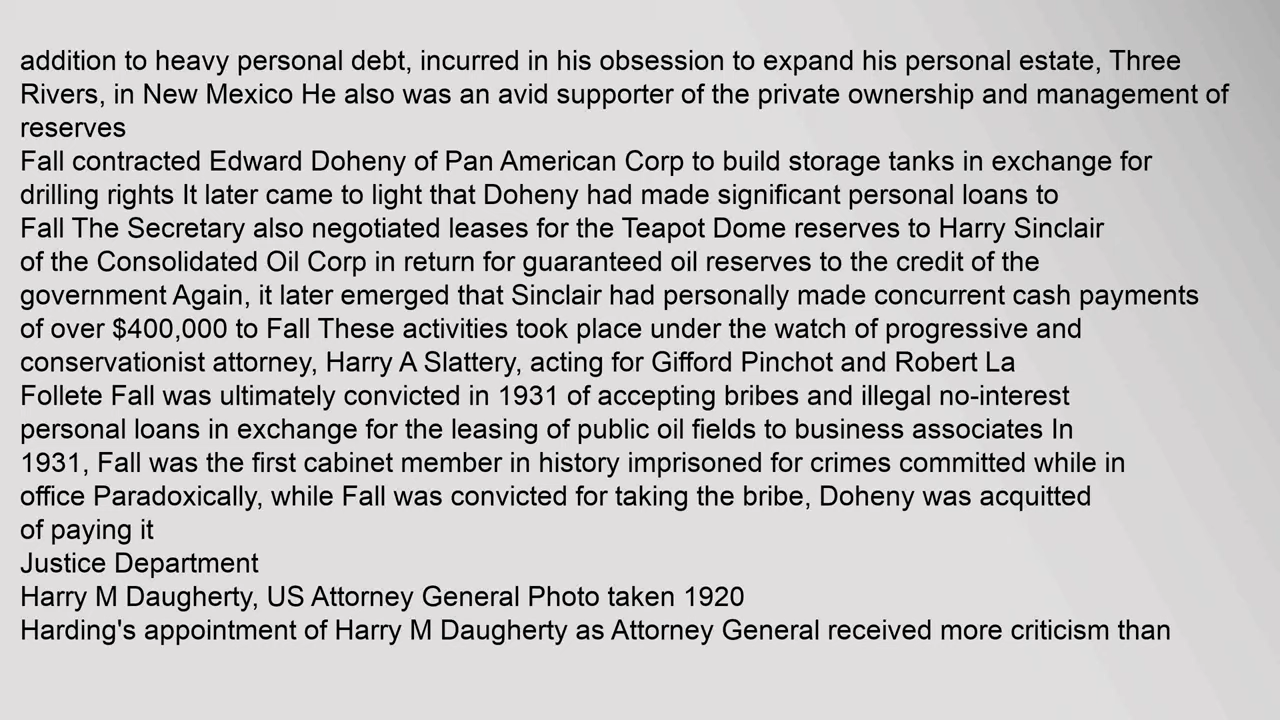 addition to heavy personal debt, incurred in his obsession to expand his personal estate, Three
Rivers, in New Mexico He also was an avid supporter of the private ownership and management of
reserves
Fall contracted Edward Doheny of Pan American Corp to build storage tanks in exchange for
drilling rights It later came to light that Doheny had made significant personal loans to
Fall The Secretary also negotiated leases for the Teapot Dome reserves to Harry Sinclair
of the Consolidated Oil Corp in return for guaranteed oil reserves to the credit of the
government Again, it later emerged that Sinclair had personally made concurrent cash payments
of over $400,000 to Fall These activities took place under the watch of progressive and
conservationist attorney, Harry A Slattery, acting for Gifford Pinchot and Robert La
Follete Fall was ultimately convicted in 1931 of accepting bribes and illegal no-interest
personal loans in exchange for the leasing of public oil fields to business associates In
1931, Fall was the first cabinet member in history imprisoned for crimes committed while in
office Paradoxically, while Fall was convicted for taking the bribe, Doheny was acquitted
of paying it
Justice Department
Harry M Daugherty, US Attorney General Photo taken 1920
Harding's appointment of Harry M Daugherty as Attorney General received more criticism than